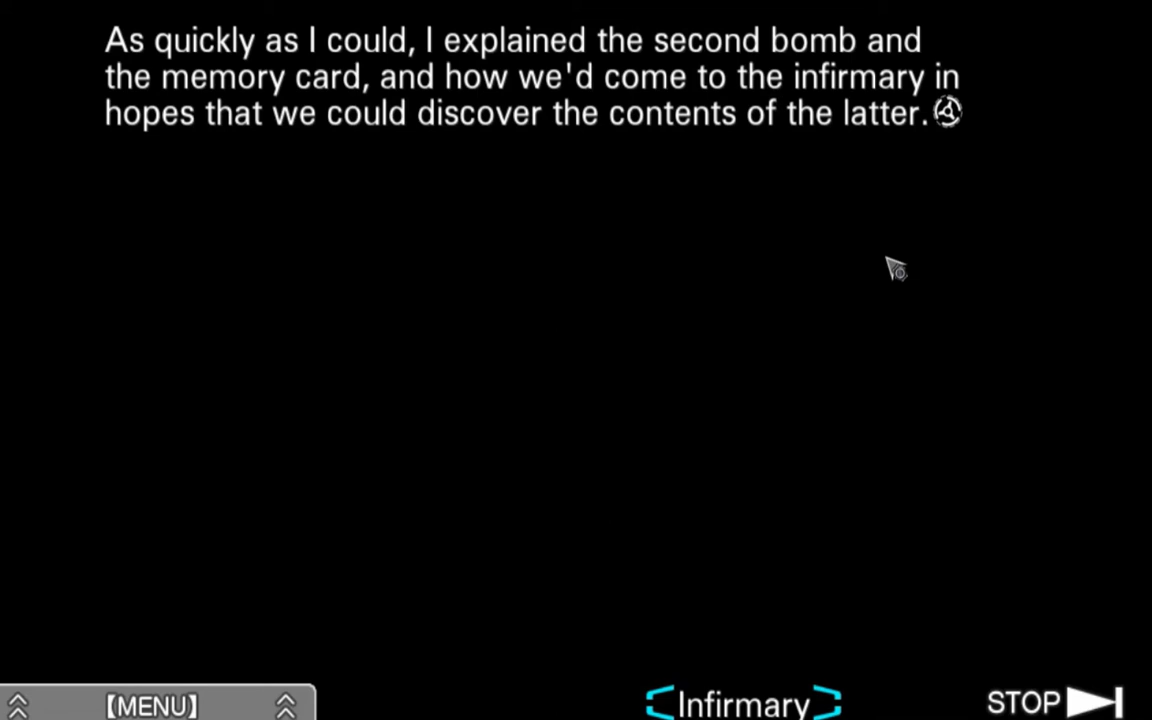 As quickly as I could, I explained the second bomb and
the memory card, and how we'd come to the infirmary in
hopes that we could discover the contents of the latter.
【MENU】
Infirmary
STOP